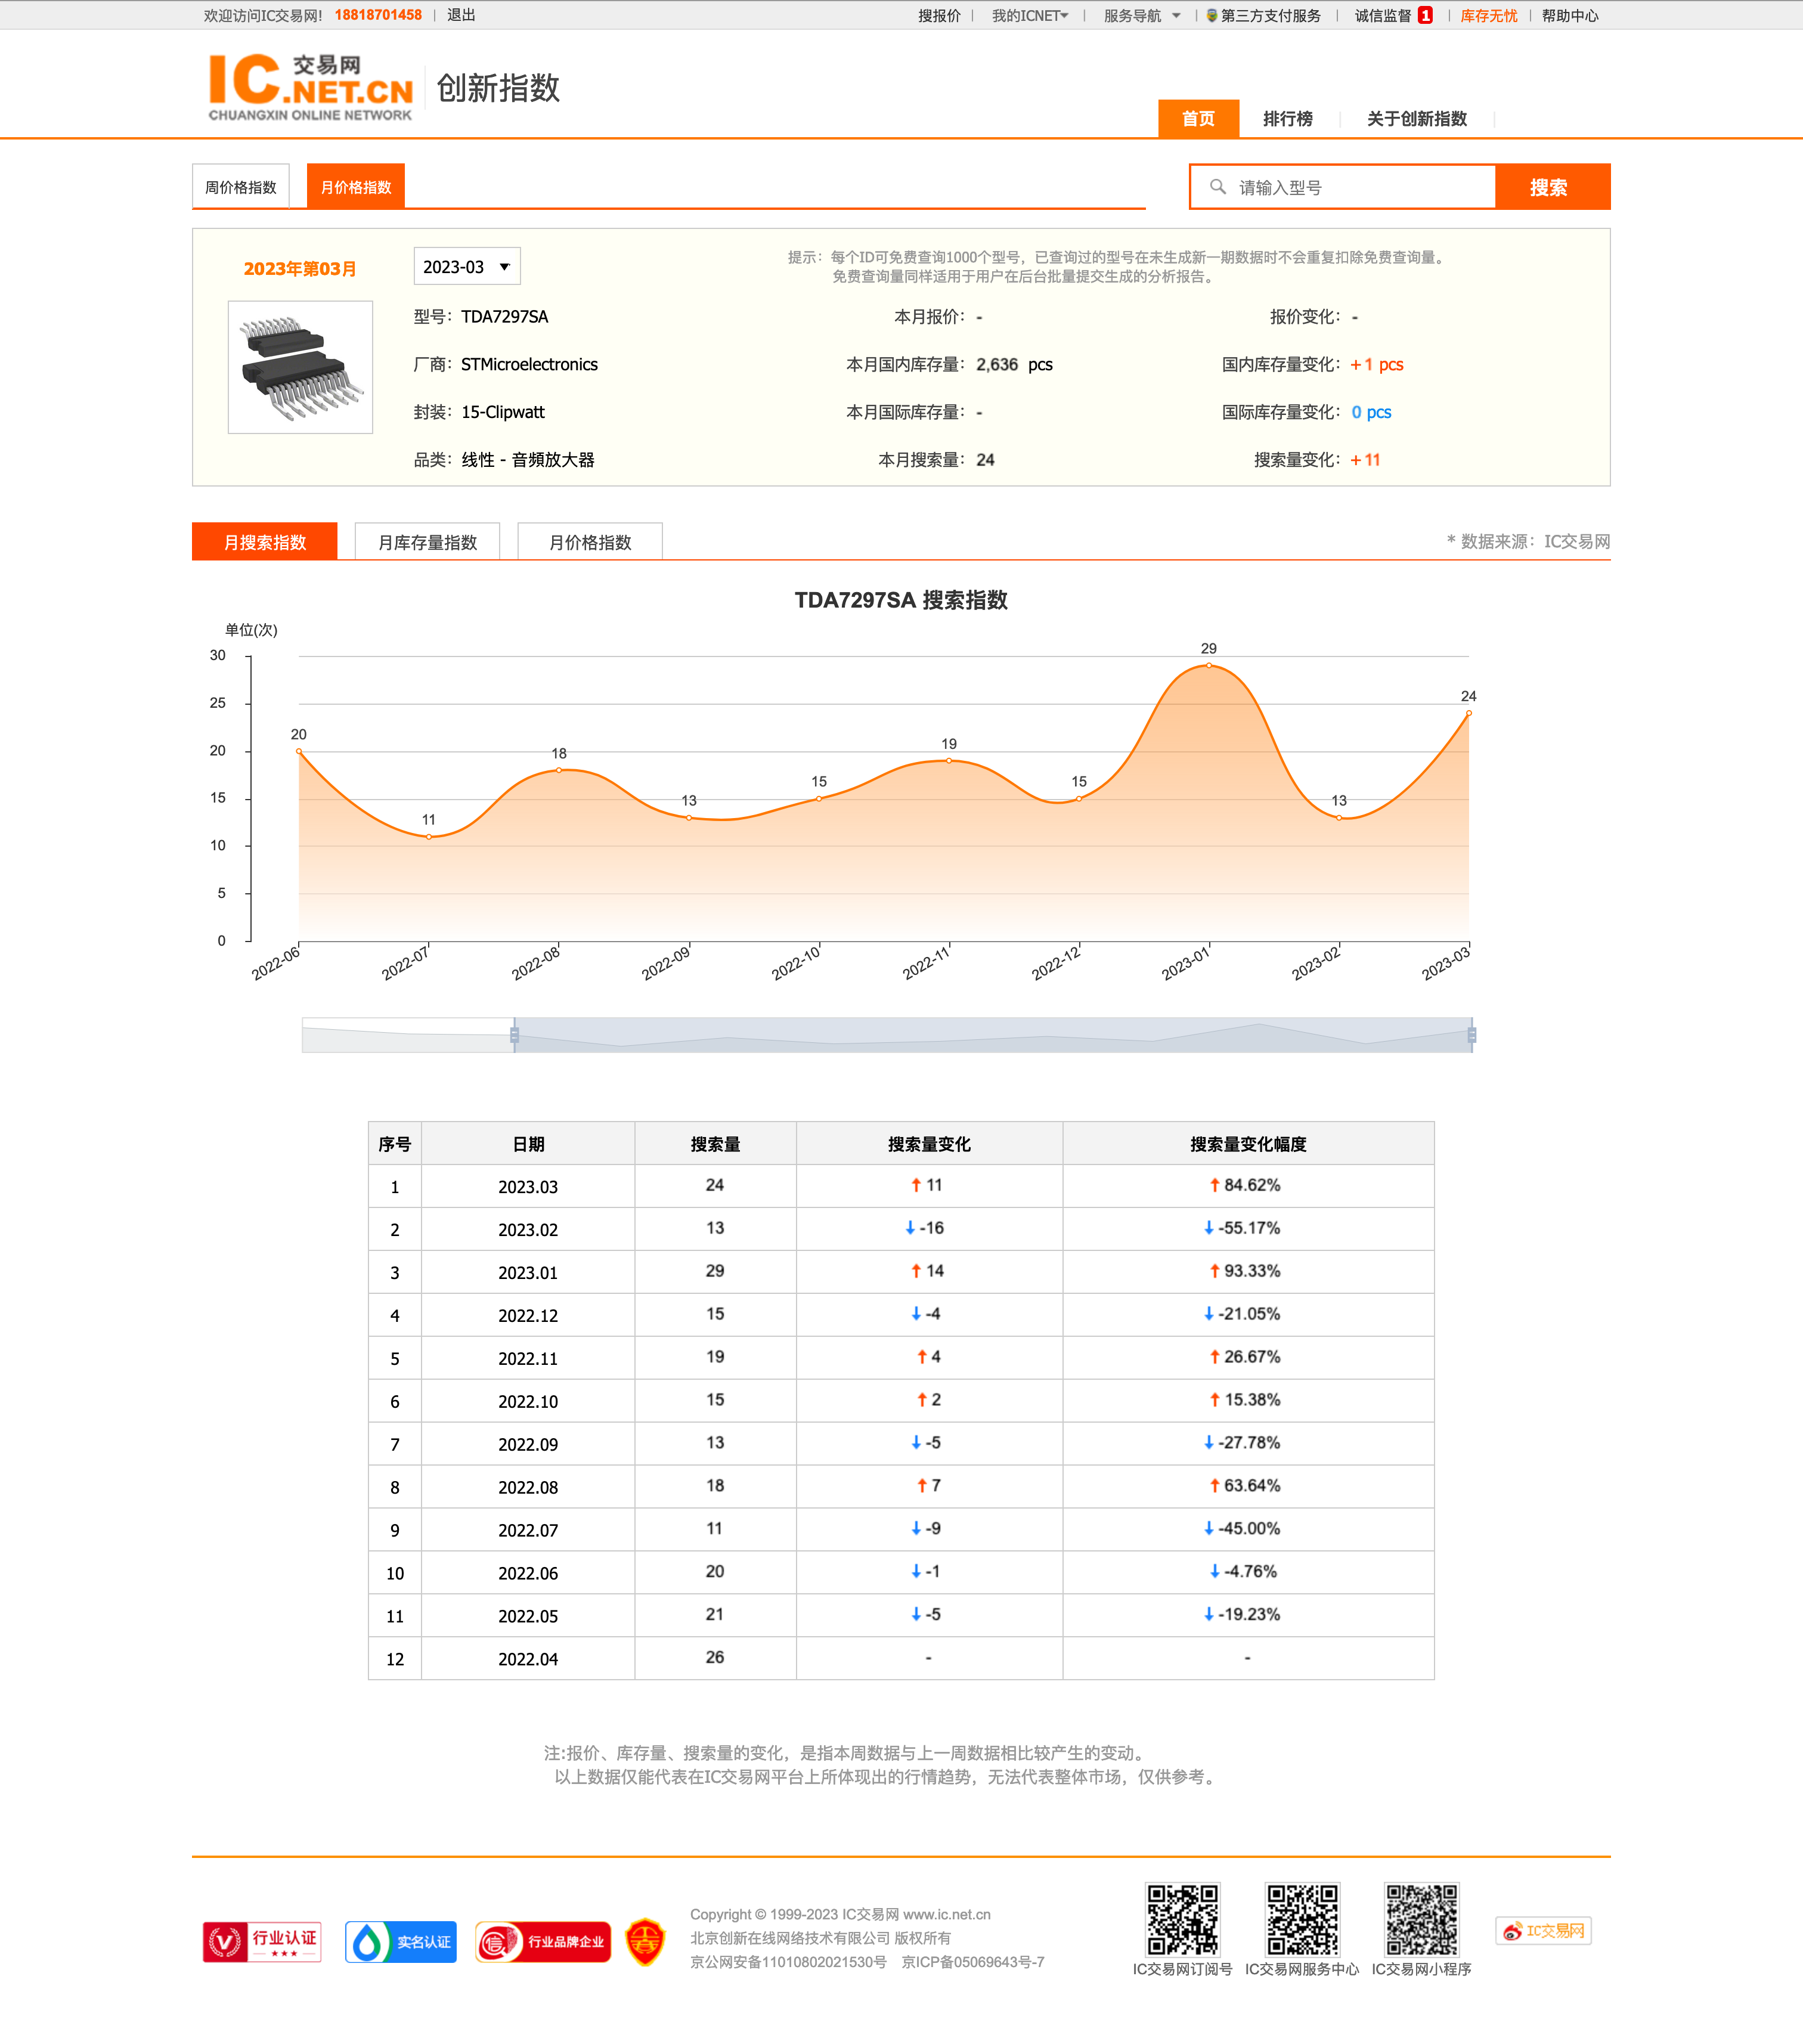 欢迎访问IC交易网! 18818701458 | 退出
搜报价 | 我的ICNET | 服务导航 | 第三方支付服务 | 诚信监督 1 | 库存无忧 | 帮助中心
IC 交易网 .NET.CN
CHUANGXIN ONLINE NETWORK
创新指数
首页 排行榜 关于创新指数
周价格指数 月价格指数
请输入型号 搜索
2023年第03月 2023-03
提示：每个ID可免费查询1000个型号，已查询过的型号在未生成新一期数据时不会重复扣除免费查询量。
免费查询量同样适用于用户在后台批量提交生成的分析报告。
型号：TDA7297SA 本月报价：- 报价变化：-
厂商：STMicroelectronics 本月国内库存量：2,636 pcs 国内库存量变化：+1 pcs
封装：15-Clipwatt 本月国际库存量：- 国际库存量变化：0 pcs
品类：线性 - 音頻放大器 本月搜索量：24 搜索量变化：+11
月搜索指数 月库存量指数 月价格指数
* 数据来源：IC交易网
TDA7297SA 搜索指数
单位(次)
30
25
20
15
10
5
0
20 11 18 13 15 19 15 29 13 24
2022-06 2022-07 2022-08 2022-09 2022-10 2022-11 2022-12 2023-01 2023-02 2023-03
序号 日期 搜索量 搜索量变化 搜索量变化幅度
1 2023.03 24 ↑ 11 ↑ 84.62%
2 2023.02 13 ↓ -16 ↓ -55.17%
3 2023.01 29 ↑ 14 ↑ 93.33%
4 2022.12 15 ↓ -4 ↓ -21.05%
5 2022.11 19 ↑ 4 ↑ 26.67%
6 2022.10 15 ↑ 2 ↑ 15.38%
7 2022.09 13 ↓ -5 ↓ -27.78%
8 2022.08 18 ↑ 7 ↑ 63.64%
9 2022.07 11 ↓ -9 ↓ -45.00%
10 2022.06 20 ↓ -1 ↓ -4.76%
11 2022.05 21 ↓ -5 ↓ -19.23%
12 2022.04 26 - -
注:报价、库存量、搜索量的变化，是指本周数据与上一周数据相比较产生的变动。
以上数据仅能代表在IC交易网平台上所体现出的行情趋势，无法代表整体市场，仅供参考。
行业认证
实名认证
信 行业品牌企业
Copyright © 1999-2023 IC交易网 www.ic.net.cn
北京创新在线网络技术有限公司 版权所有
京公网安备11010802021530号 京ICP备05069643号-7
IC交易网订阅号 IC交易网服务中心 IC交易网小程序
IC交易网